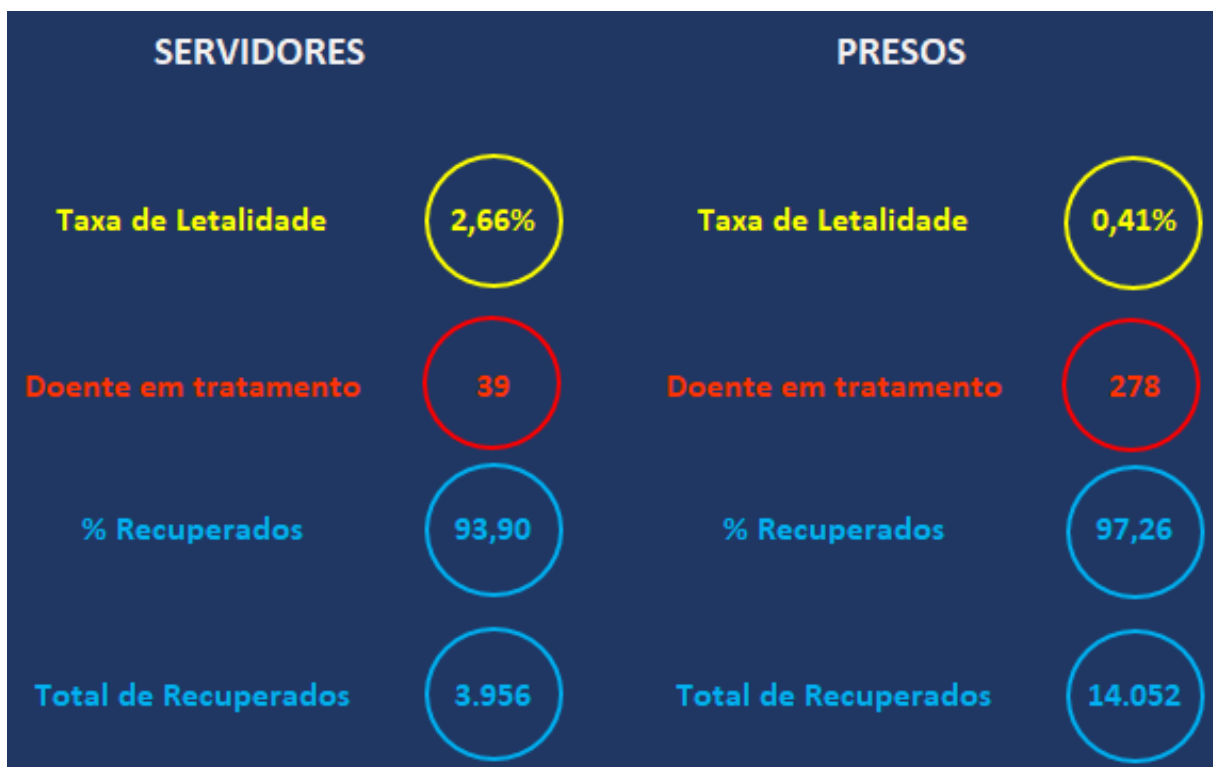 SERVIDORES
PRESOS
Taxa de Letalidade
2,66%
Taxa de Letalidade
0,41%
Doente em tratamento
39
Doente em tratamento
278
% Recuperados
93,90
% Recuperados
97,26
Total de Recuperados
3.956
Total de Recuperados
14.052